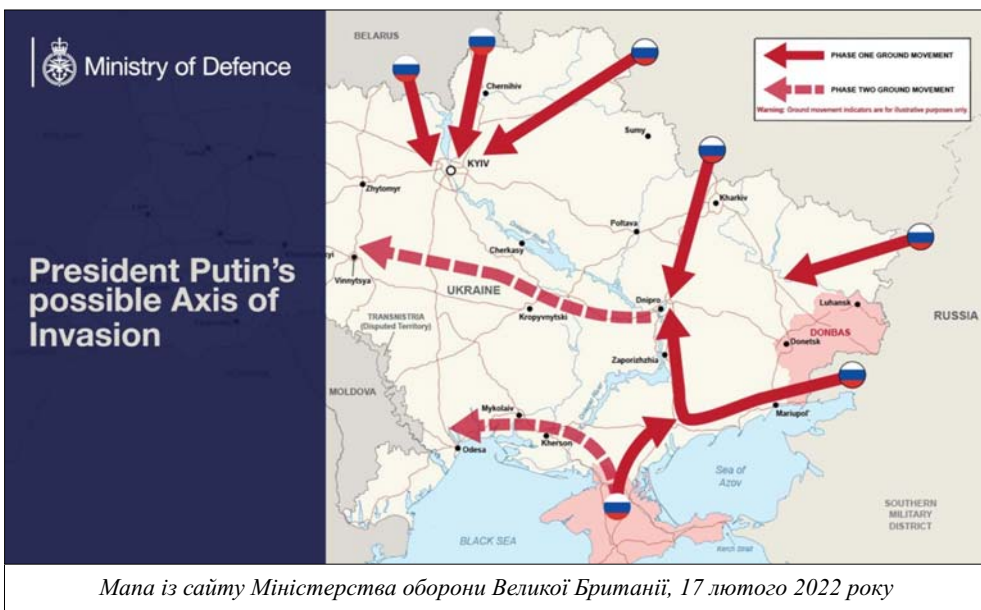 Ministry of Defence
President Putin's
possible Axis of
Invasion
BELARUS
PHASE ONE GROUND MOVEMENT
PHASE TWO GROUND MOVEMENT
Warning: Ground movement indicators are for illustrative purposes only
Chernihiv
Sumy
KYIV
Zhytomyr
Kharkiv
Poltava
Cherkasy
Vinnytsya
UKRAINE
Dnipro
Luhansk
Kropyvnytski
TRANSNISTRIA
(Disputed Territory)
RUSSIA
DONBAS
Donetsk
Zaporizhzhia
MOLDOVA
Mykolaiv
Mariupol'
Kherson
Odesa
Sea of
Azov
SOUTHERN
MILITARY
DISTRICT
BLACK SEA
Kerch Strait
Мапа із сайту Міністерства оборони Великої Британії, 17 лютого 2022 року